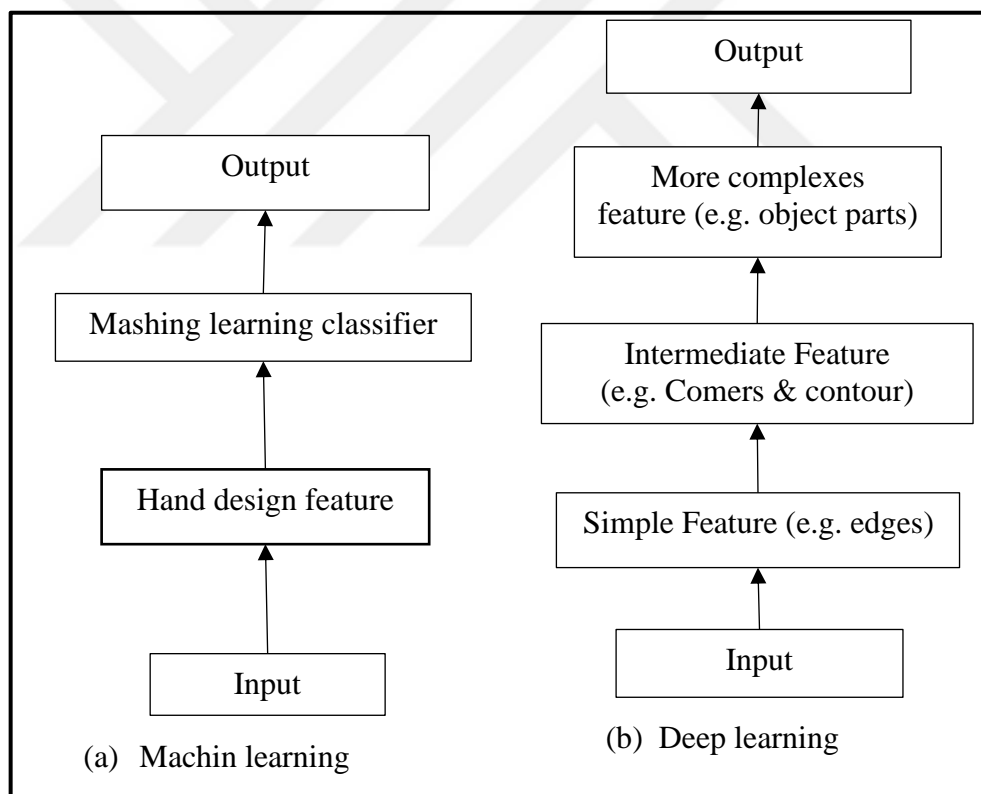 Output
Mashing learning classifier
Hand design feature
Input
(a) Machin learning
Output
More complexes
feature (e.g. object parts)
Intermediate Feature
(e.g. Comers & contour)
Simple Feature (e.g. edges)
Input
(b) Deep learning